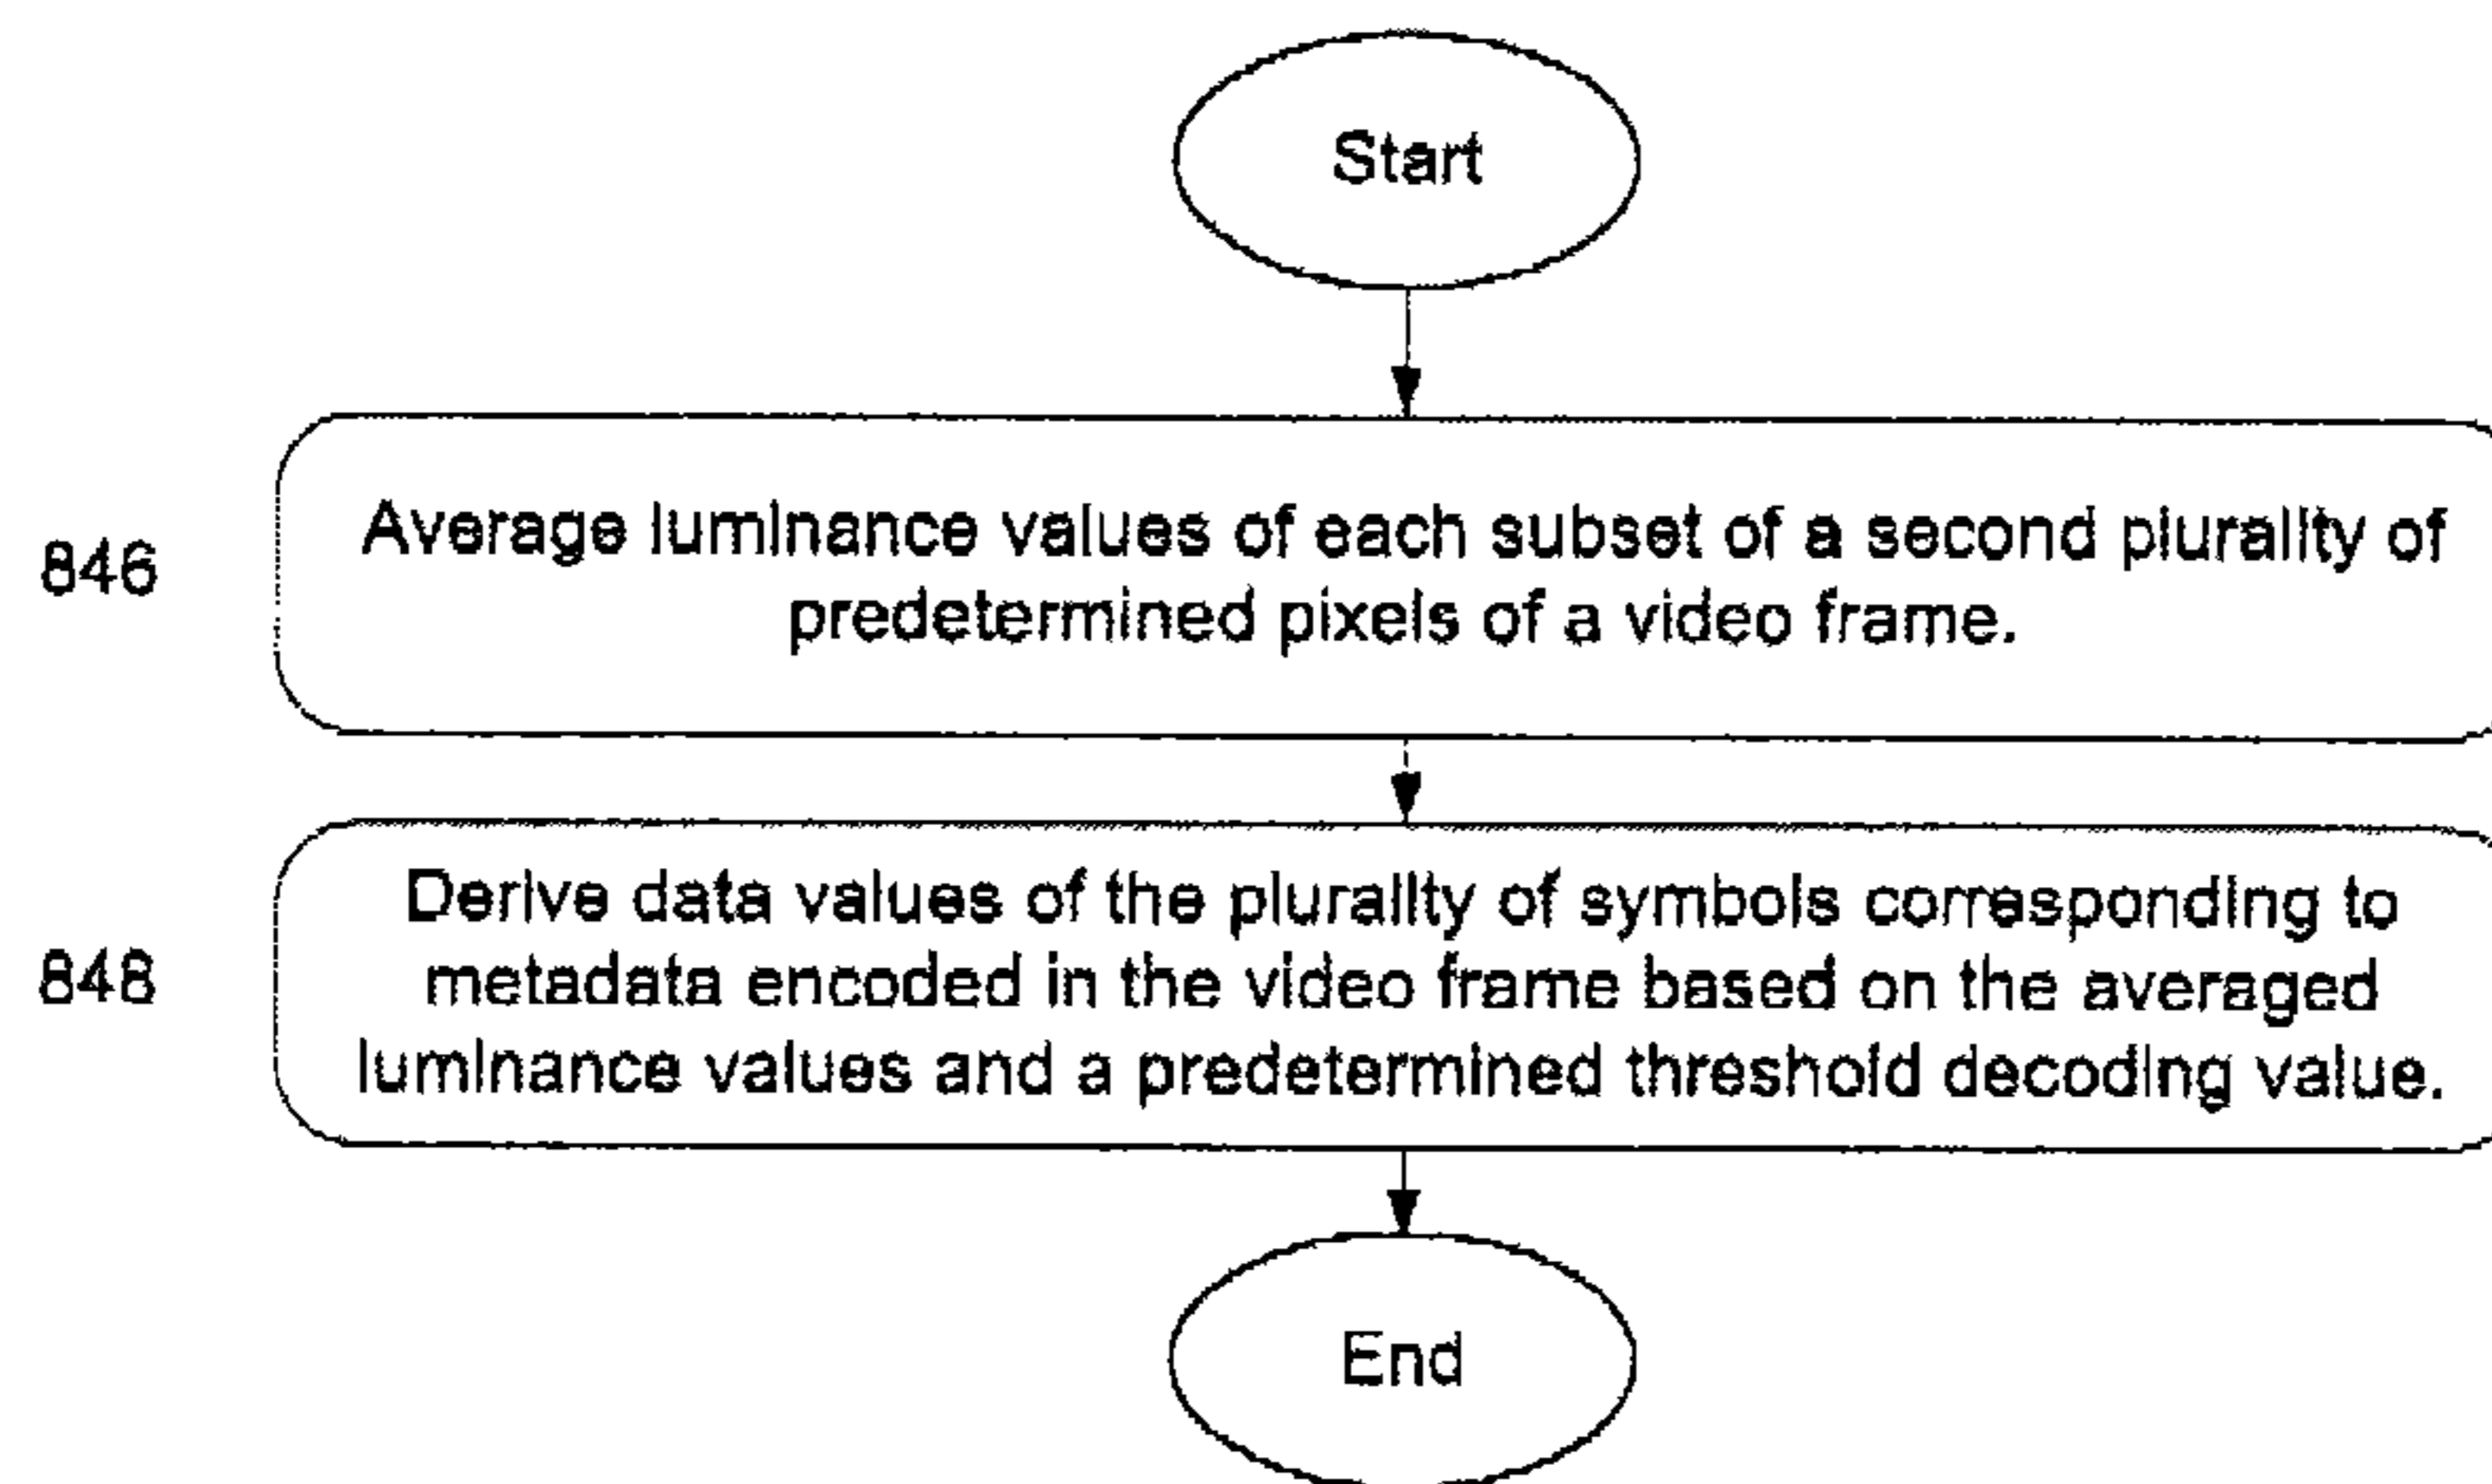 Start
846
Average luminance values of each subset of a second plurality of
predetermined pixels of a video frame.
848
Derive data values of the plurality of symbols corresponding to
metadata encoded in the video frame based on the averaged
luminance values and a predetermined threshold decoding value.
End